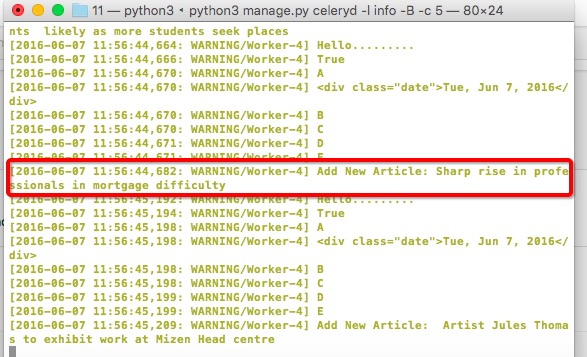 11 — python3 • python3 manage.py celeryd -l info -B -c 5 — 80×24
nts  likely as more students seek places
[2016-06-07 11:56:44,664: WARNING/Worker-4] Hello.........
[2016-06-07 11:56:44,666: WARNING/Worker-4] True
[2016-06-07 11:56:44,670: WARNING/Worker-4] A
[2016-06-07 11:56:44,670: WARNING/Worker-4] <div class="date">Tue, Jun 7, 2016</
div>
[2016-06-07 11:56:44,670: WARNING/Worker-4] B
[2016-06-07 11:56:44,670: WARNING/Worker-4] C
[2016-06-07 11:56:44,671: WARNING/Worker-4] D
[2016-06-07 11:56:44,671: WARNING/Worker-4] E
[2016-06-07 11:56:44,682: WARNING/Worker-4] Add New Article: Sharp rise in profe
ssionals in mortgage difficulty
[2016-06-07 11:56:45,192: WARNING/Worker-4] Hello.........
[2016-06-07 11:56:45,194: WARNING/Worker-4] True
[2016-06-07 11:56:45,198: WARNING/Worker-4] A
[2016-06-07 11:56:45,198: WARNING/Worker-4] <div class="date">Tue, Jun 7, 2016</
div>
[2016-06-07 11:56:45,198: WARNING/Worker-4] B
[2016-06-07 11:56:45,198: WARNING/Worker-4] C
[2016-06-07 11:56:45,199: WARNING/Worker-4] D
[2016-06-07 11:56:45,199: WARNING/Worker-4] E
[2016-06-07 11:56:45,209: WARNING/Worker-4] Add New Article:  Artist Jules Thoma
s to exhibit work at Mizen Head centre